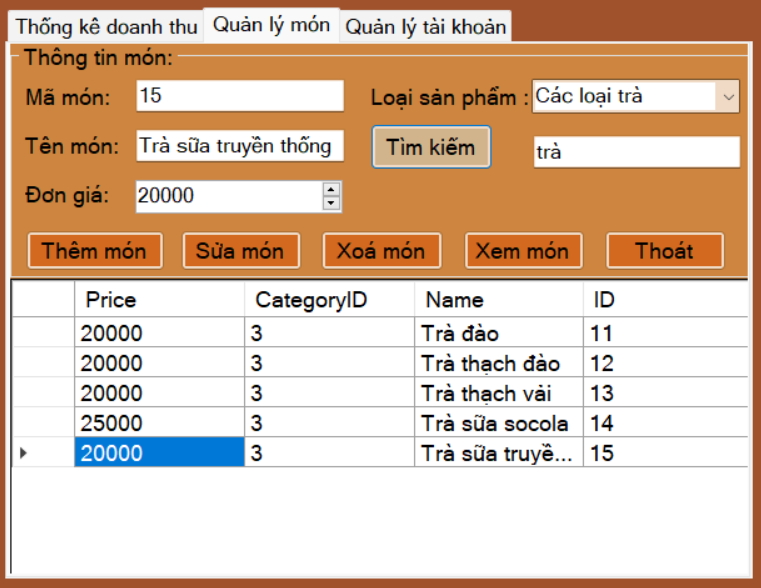 Thống kê doanh thu Quản lý món Quản lý tài khoản
Thông tin món:
Mã món: 15 Loại sản phẩm : Các loại trà
Tên món: Trà sữa truyền thống Tìm kiếm trà
Đơn giá: 20000
Thêm món Sửa món Xoá món Xem món Thoát
Price CategoryID Name ID
20000 3 Trà đào 11
20000 3 Trà thạch đào 12
20000 3 Trà thạch vải 13
25000 3 Trà sữa socola 14
20000 3 Trà sữa truyề... 15